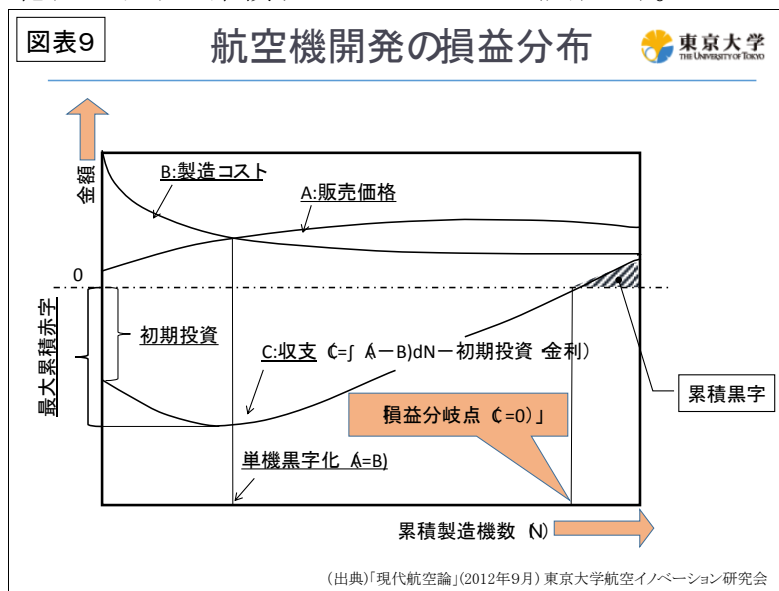 図表9
航空機開発の損益分布
東京大学
THE UNIVERSITY OF TOKYO
金額
B:製造コスト
A:販売価格
0
最大累積赤字
初期投資
C:収支 (C=∫(A－B)dN－初期投資・金利)
累積黒字
「損益分岐点(C=0)」
単機黒字化(A=B)
累積製造機数(N)
(出典)「現代航空論」(2012年9月) 東京大学航空イノベーション研究会